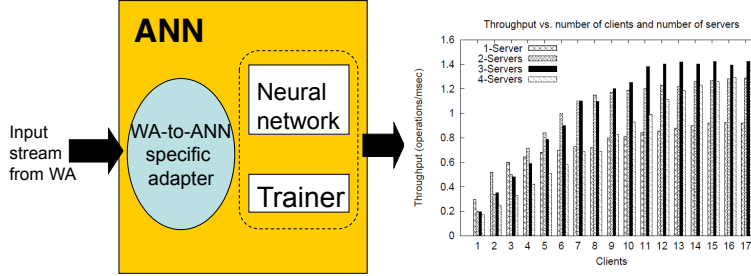 ANN
Input
stream
from WA
WA-to-ANN
specific
adapter
Neural
network
Trainer
Throughput vs. number of clients and number of servers
Throughput (operations/msec)
1.6
1.4
1.2
1
0.8
0.6
0.4
0.2
0
1-Server
2-Servers
3-Servers
4-Servers
1 2 3 4 5 6 7 8 9 10 11 12 13 14 15 16 17
Clients